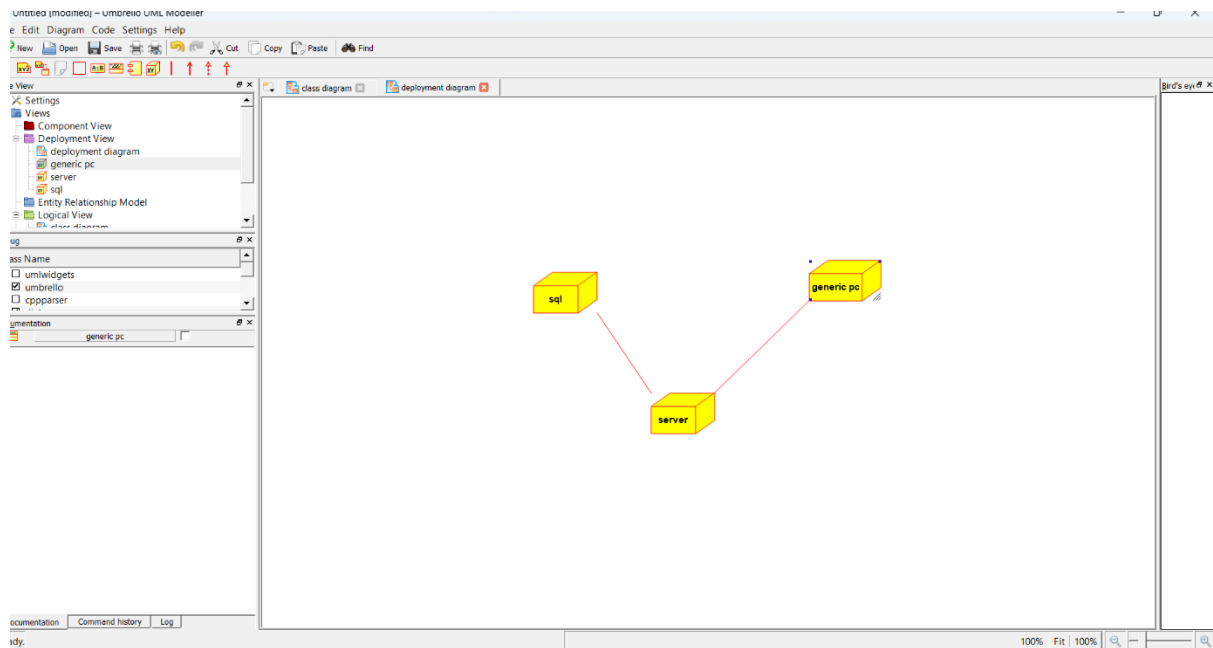 Untitled [modified] – Umbrello UML Modeller
e Edit Diagram Code Settings Help
New Open Save Cut Copy Paste Find
e View
class diagram deployment diagram
Bird's eye
Settings
Views
Component View
Deployment View
deployment diagram
generic pc
server
sql
Entity Relationship Model
Logical View
class diagram
ug
ass Name
umlwidgets
umbrello
cppparser
umentation
generic pc
sql
generic pc
server
ocumentation Command history Log
ady.
100% Fit 100%